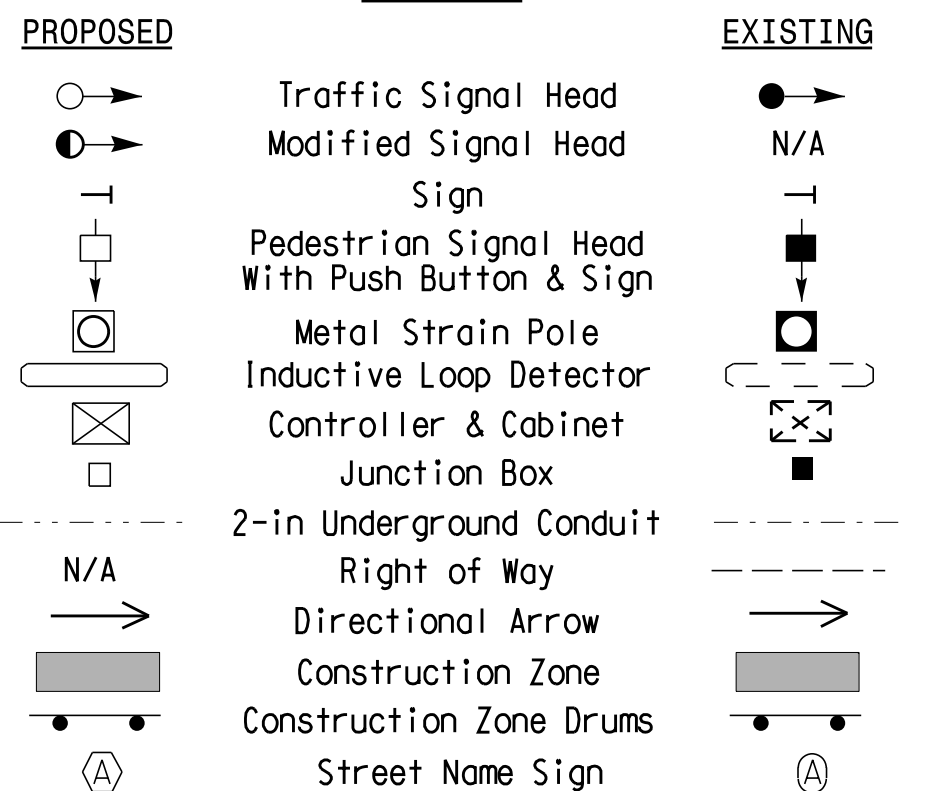 PROPOSED EXISTING
Traffic Signal Head
Modified Signal Head N/A
Sign
Pedestrian Signal Head
With Push Button & Sign
Metal Strain Pole
Inductive Loop Detector
Controller & Cabinet
Junction Box
2-in Underground Conduit
N/A Right of Way
Directional Arrow
Construction Zone
Construction Zone Drums
A Street Name Sign A